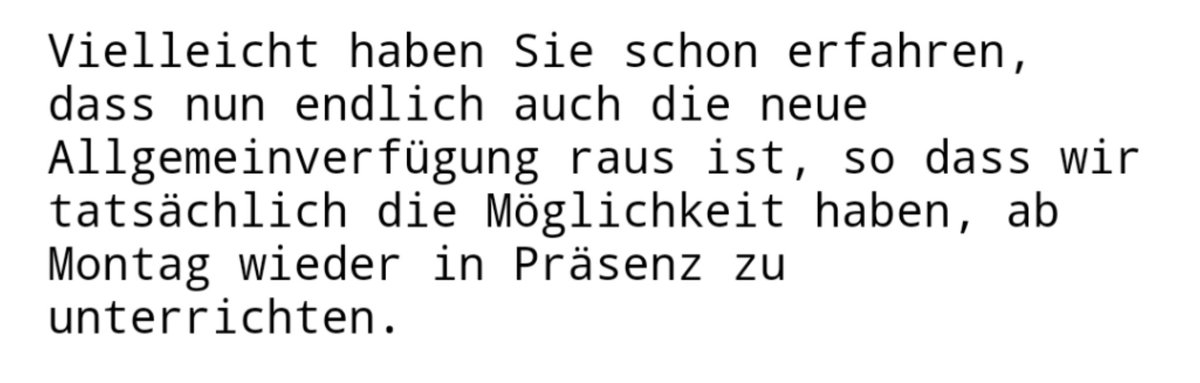 Vielleicht haben Sie schon erfahren,
dass nun endlich auch die neue
Allgemeinverfügung raus ist, so dass wir
tatsächlich die Möglichkeit haben, ab
Montag wieder in Präsenz zu
unterrichten.